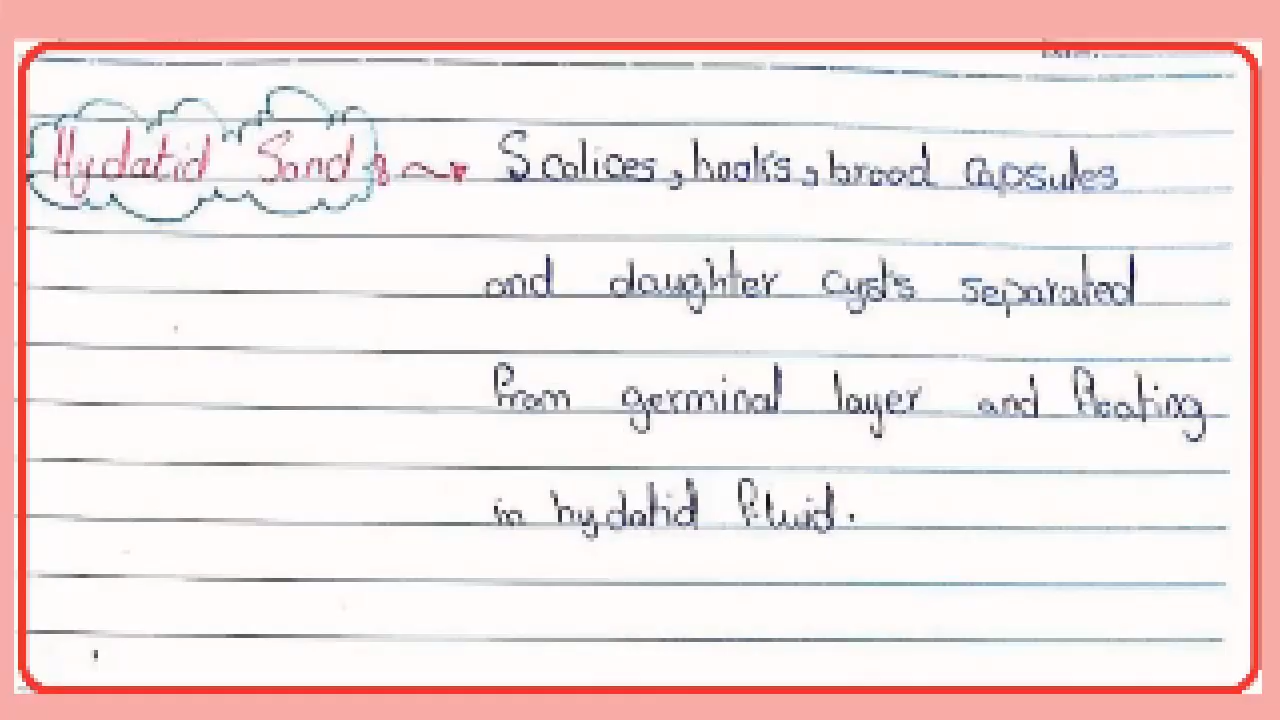 Hydatid Sand : → Scolices, hooks, brood capsules
and daughter cysts separated
from germinal layer and floating
in hydatid fluid.